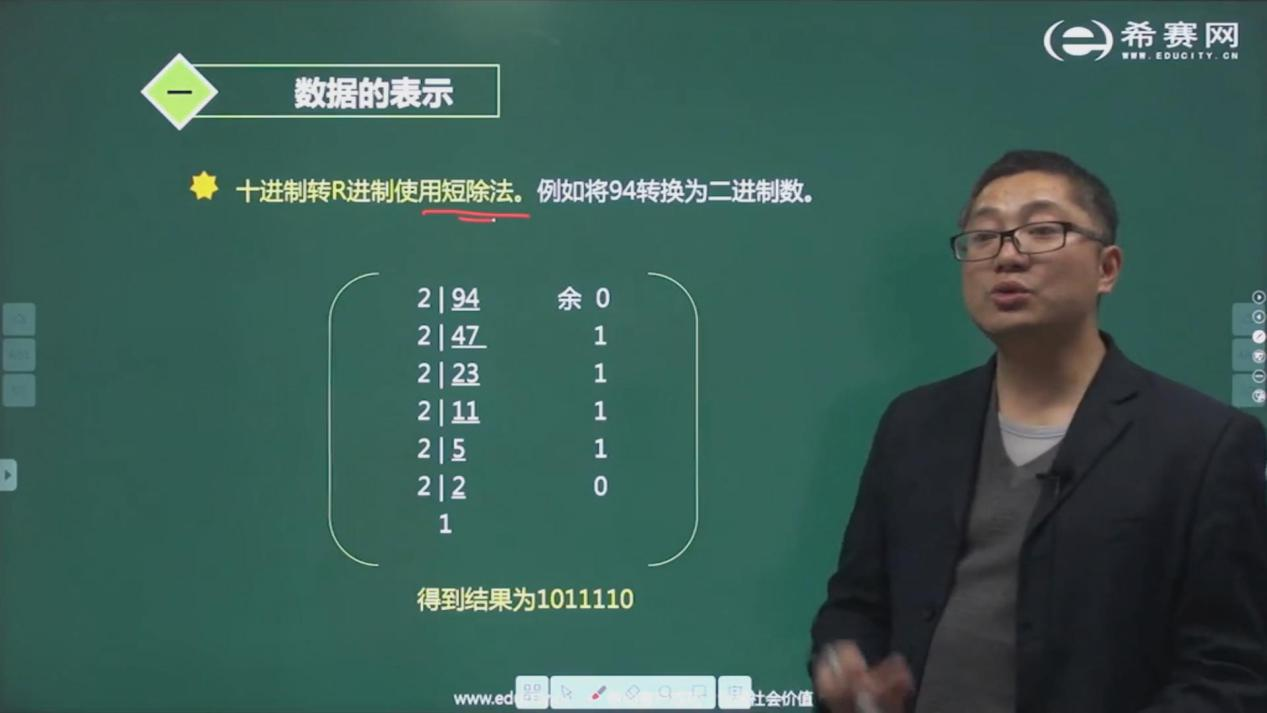 希赛网
WWW.EDUCITY.CN
一 数据的表示
十进制转R进制使用短除法。例如将94转换为二进制数。
2 | 94 余 0
2 | 47 1
2 | 23 1
2 | 11 1
2 | 5 1
2 | 2 0
1
得到结果为1011110
www.edu 社会价值